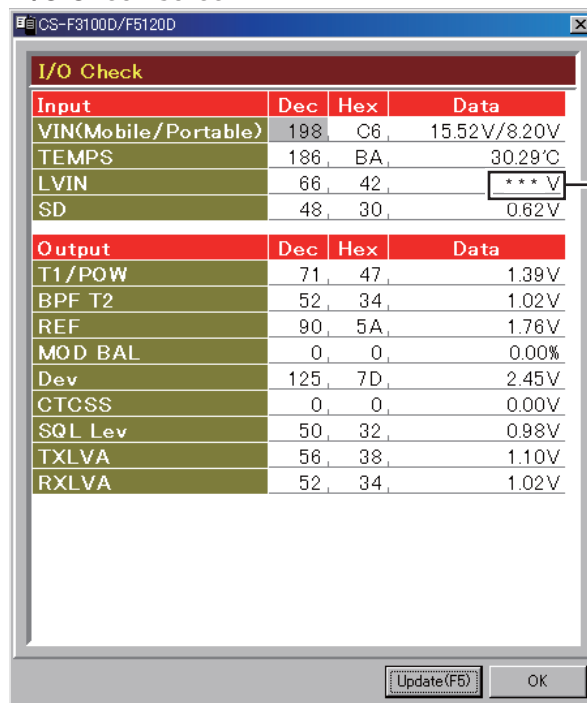 CS-F3100D/F5120D
I/O Check
Input Dec Hex Data
VIN(Mobile/Portable) 198 C6 15.52V/8.20V
TEMPS 186 BA 30.29'C
LVIN 66 42 *** V
SD 48 30 0.62V
Output Dec Hex Data
T1/POW 71 47 1.39V
BPF T2 52 34 1.02V
REF 90 5A 1.76V
MOD BAL 0 0 0.00%
Dev 125 7D 2.45V
CTCSS 0 0 0.00V
SQL Lev 50 32 0.98V
TXLVA 56 38 1.10V
RXLVA 52 34 1.02V
Update(F5) OK